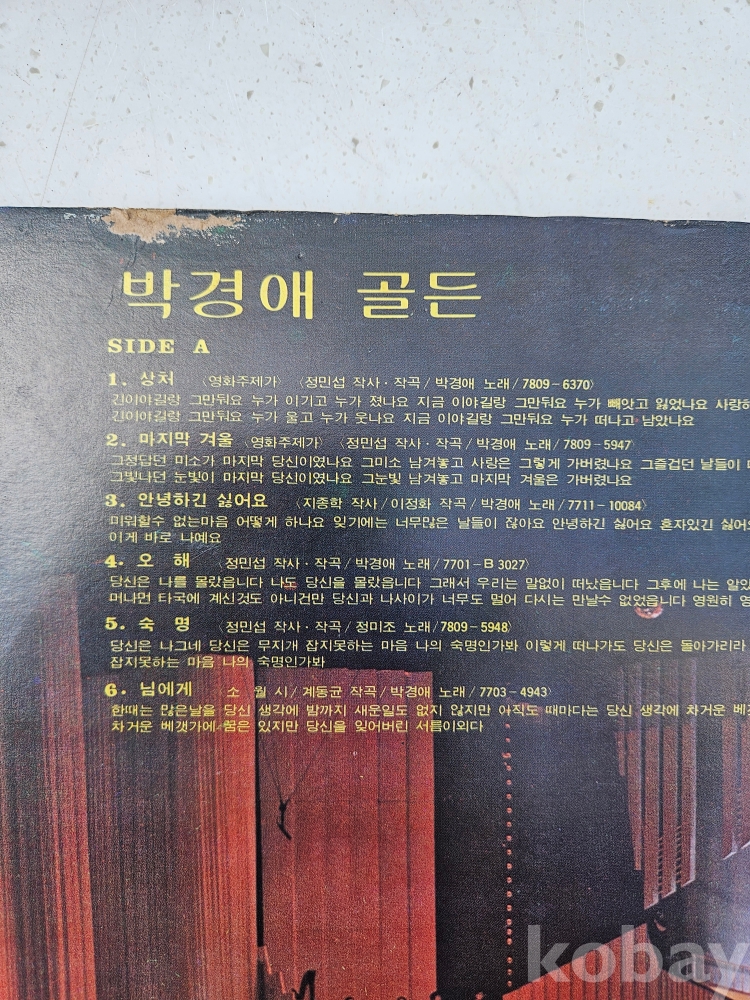 박경애 골든
SIDE A
1. 상처 〈영화주제가〉 〈정민섭 작사·작곡/박경애 노래/7809-6370〉
긴이야길랑 그만둬요 누가 이기고 누가 졌나요 지금 이야길랑 그만둬요 누가 빼앗고 잃었나요 사랑하
긴이야길랑 그만둬요 누가 울고 누가 웃나요 지금 이야길랑 그만둬요 누가 떠나고 남았나요
2. 마지막 겨울 〈영화주제가〉 〈정민섭 작사·작곡/박경애 노래/7809-5947〉
그정답던 미소가 마지막 당신이였나요 그미소 남겨놓고 사랑은 그렇게 가버렸나요 그즐겁던 날들이
그빛나던 눈빛이 마지막 당신이였나요 그눈빛 남겨놓고 마지막 겨울은 가버렸나요
3. 안녕하긴 싫어요 〈지종학 작사/이정화 작곡/박경애 노래/7711-10084〉
미워할수 없는마음 어떻게 하나요 잊기에는 너무많은 날들이 잖아요 안녕하긴 싫어요 혼자있긴 싫어요
이게 바로 나예요
4. 오 해 〈정민섭 작사·작곡/박경애 노래/7701-B 3027〉
당신은 나를 몰랐읍니다 나도 당신을 몰랐읍니다 그래서 우리는 말없이 떠났읍니다 그후에 나는 알았
머나먼 타국에 계신것도 아니건만 당신과 나사이가 너무도 멀어 다시는 만날수 없었읍니다 영원히 영
5. 숙 명 〈정민섭 작사·작곡/정미조 노래/7809-5948〉
당신은 나그네 당신은 무지개 잡지못하는 마음 나의 숙명인가봐 이렇게 떠나가도 당신은 돌아가리라
잡지못하는 마음 나의 숙명인가봐
6. 님에게 〈소 월 시/계동균 작곡/박경애 노래/7703-4943〉
한때는 많은날을 당신 생각에 밤까지 새운일도 없지 않지만 아직도 때마다는 당신 생각에 차거운 베갯
차거운 베갯가에 꿈은 있지만 당신을 잊어버린 서름이외다
kobay